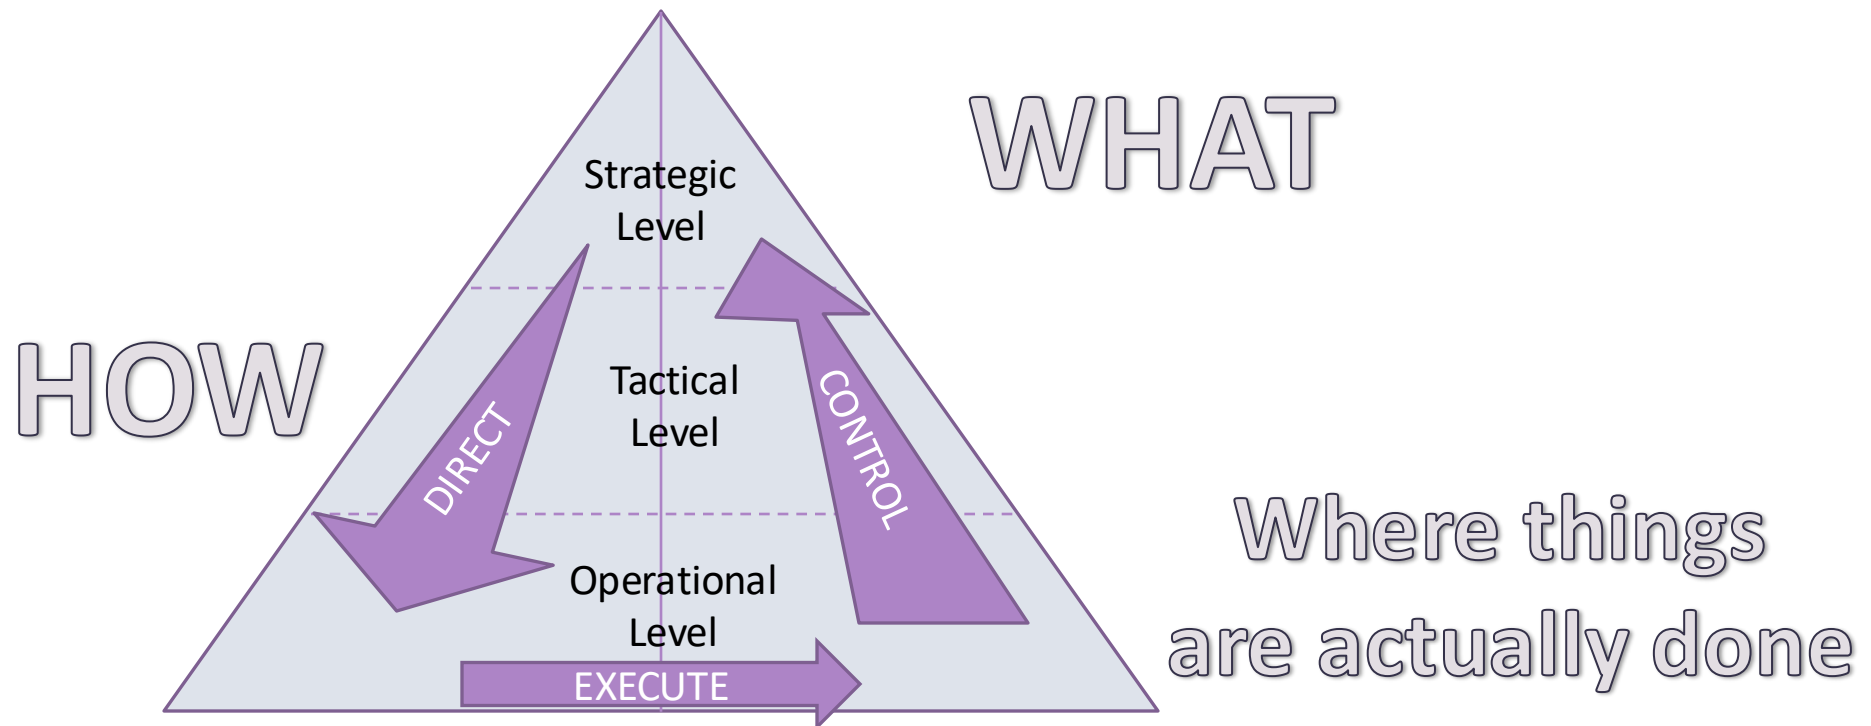 WHAT
Strategic
Level
HOW
Tactical
Level
DIRECT
CONTROL
Where things
are actually done
Operational
Level
EXECUTE